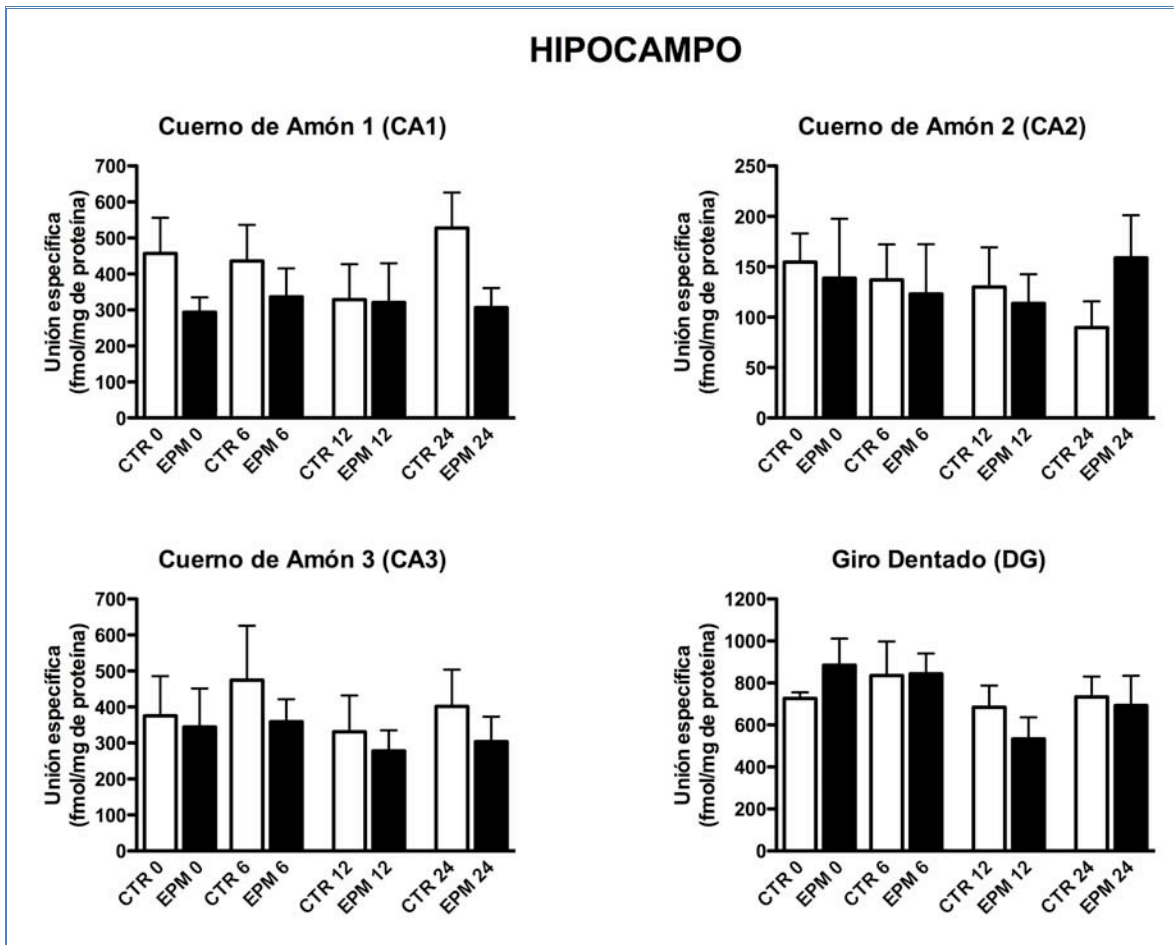 HIPOCAMPO
Cuerno de Amón 1 (CA1)
Unión específica
(fmol/mg de proteína)
700
600
500
400
300
200
100
0
CTR 0
EPM 0
CTR 6
EPM 6
CTR 12
EPM 12
CTR 24
EPM 24
Cuerno de Amón 2 (CA2)
Unión específica
(fmol/mg de proteína)
250
200
150
100
50
0
CTR 0
EPM 0
CTR 6
EPM 6
CTR 12
EPM 12
CTR 24
EPM 24
Cuerno de Amón 3 (CA3)
Unión específica
(fmol/mg de proteína)
700
600
500
400
300
200
100
0
CTR 0
EPM 0
CTR 6
EPM 6
CTR 12
EPM 12
CTR 24
EPM 24
Giro Dentado (DG)
Unión específica
(fmol/mg de proteína)
1200
1000
800
600
400
200
0
CTR 0
EPM 0
CTR 6
EPM 6
CTR 12
EPM 12
CTR 24
EPM 24